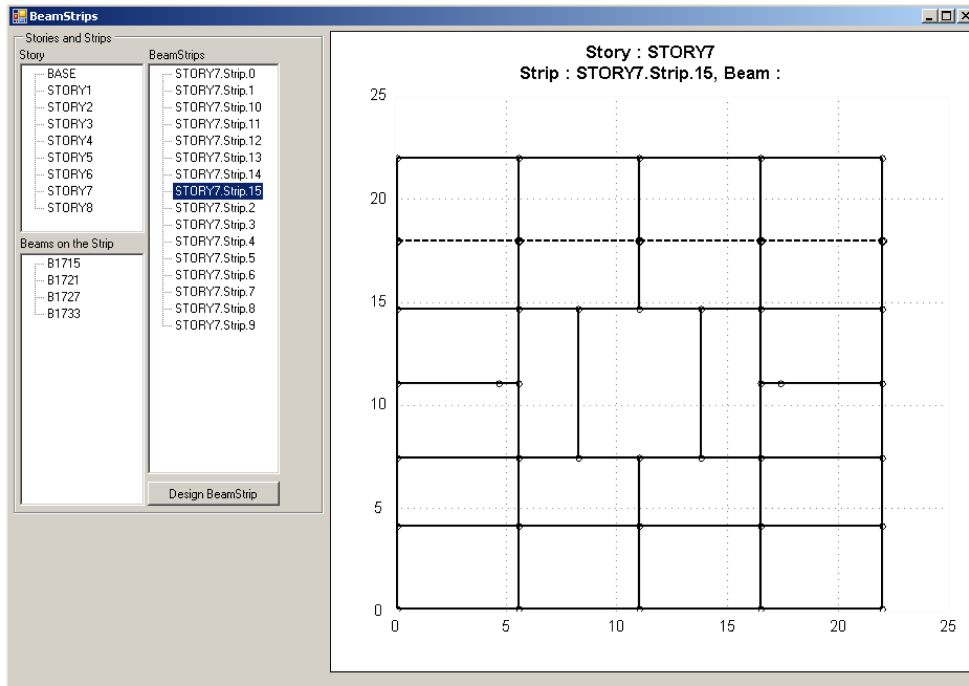 BeamStrips
Stories and Strips
Story
BASE
STORY1
STORY2
STORY3
STORY4
STORY5
STORY6
STORY7
STORY8
Beams on the Strip
B1715
B1721
B1727
B1733
BeamStrips
STORY7.Strip.0
STORY7.Strip.1
STORY7.Strip.10
STORY7.Strip.11
STORY7.Strip.12
STORY7.Strip.13
STORY7.Strip.14
STORY7.Strip.15
STORY7.Strip.2
STORY7.Strip.3
STORY7.Strip.4
STORY7.Strip.5
STORY7.Strip.6
STORY7.Strip.7
STORY7.Strip.8
STORY7.Strip.9
Design BeamStrip
Story : STORY7
Strip : STORY7.Strip.15, Beam :
25
20
15
10
5
0
0 5 10 15 20 25